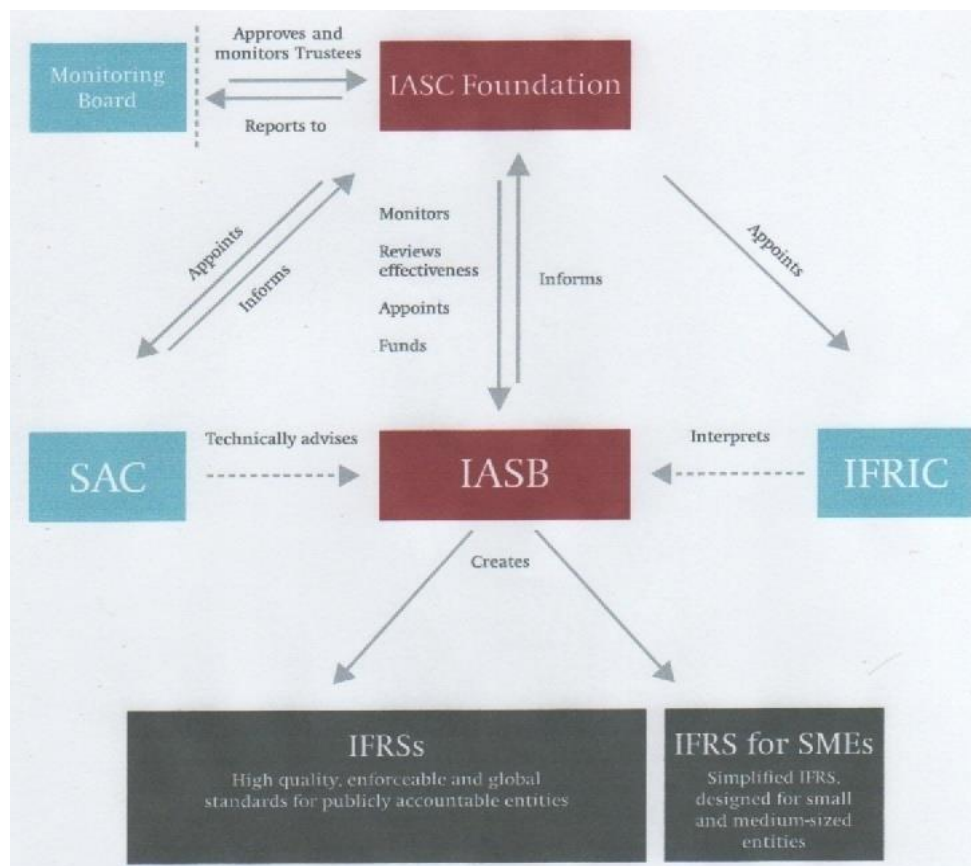 Approves and
monitors Trustees
Monitoring
Board
IASC Foundation
Reports to
Appoints
Informs
Monitors
Reviews
effectiveness
Appoints
Funds
Informs
Appoints
SAC
Technically advises
IASB
Interprets
IFRIC
Creates
IFRSs
High quality, enforceable and global
standards for publicly accountable entities
IFRS for SMEs
Simplified IFRS,
designed for small
and medium-sized
entities